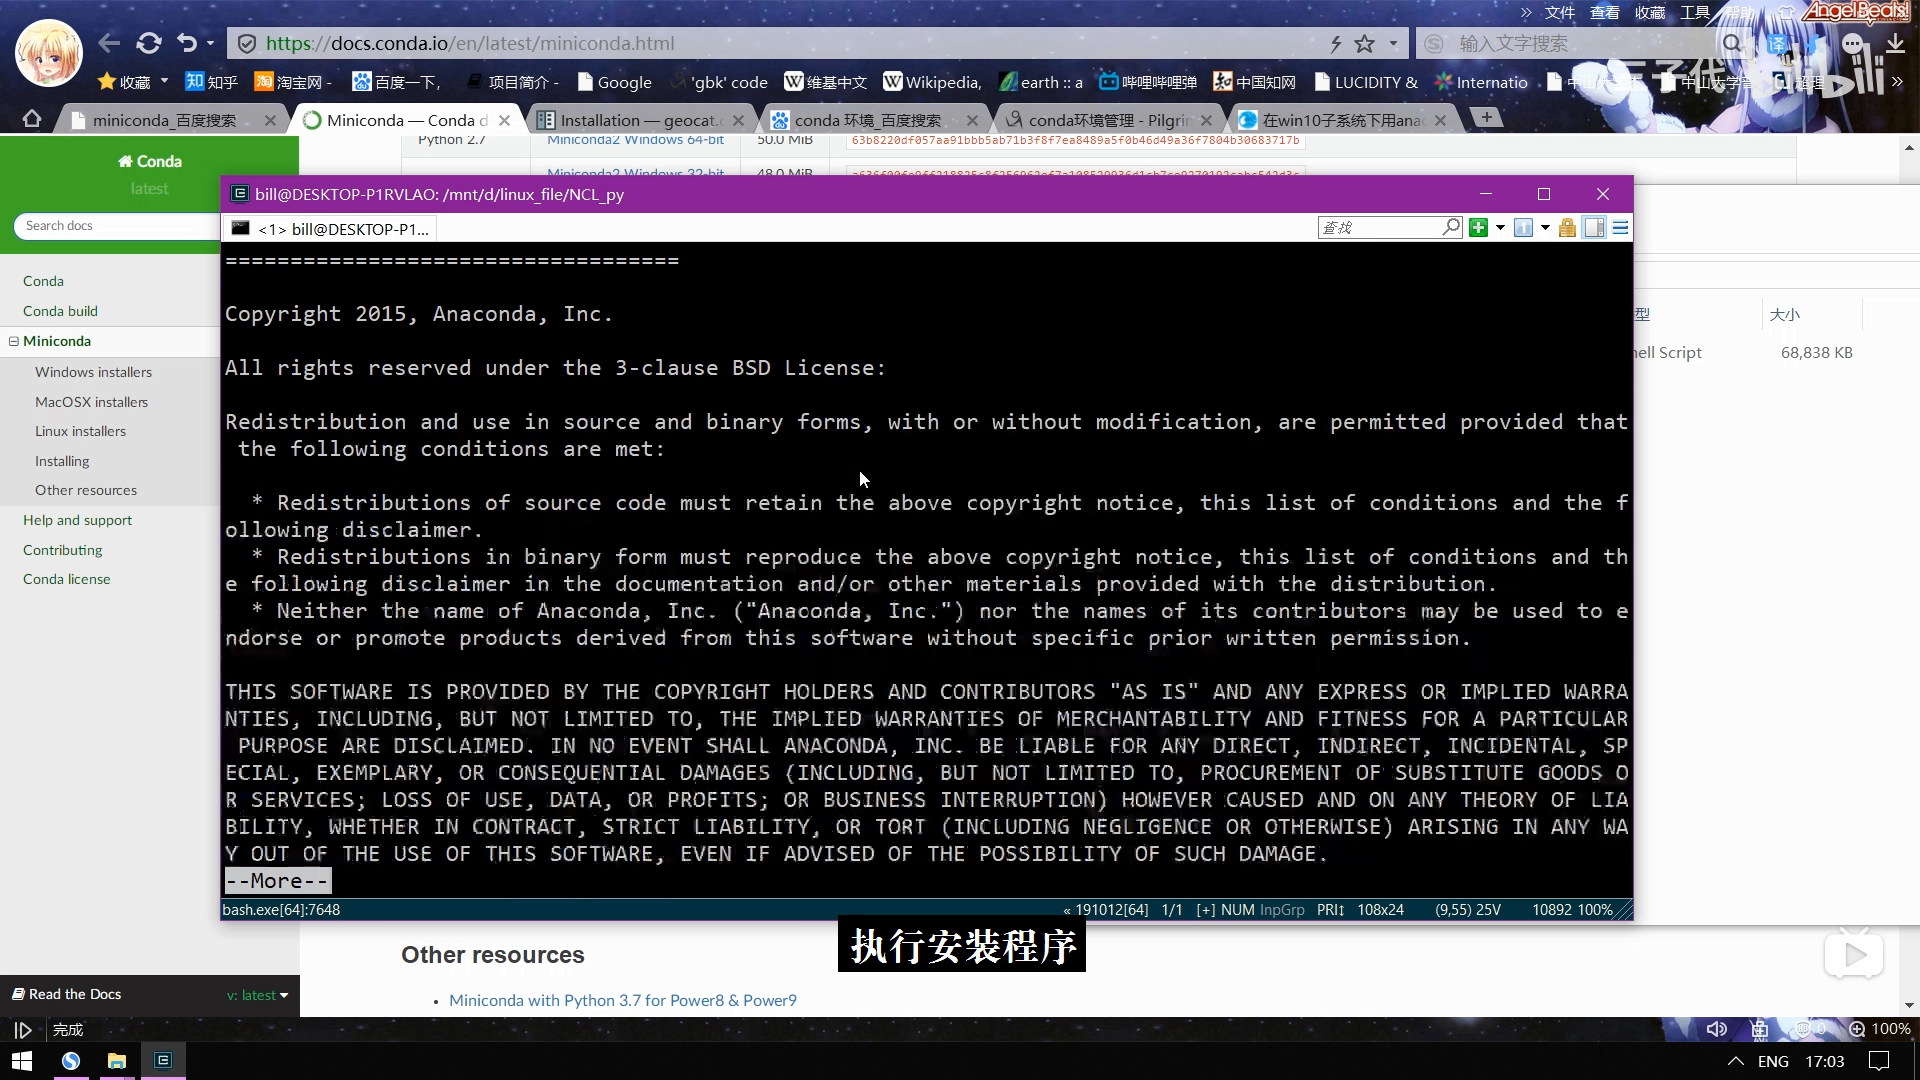 » 文件 查看 收藏 工具 帮助 AngelBeats!
https://docs.conda.io/en/latest/miniconda.html
输入文字搜索
收藏 知乎 淘宝网 - 百度一下, 项目简介 - Google 'gbk' code 维基中文 Wikipedia, earth :: a 哔哩哔哩弹 中国知网 LUCIDITY & Internatio »
miniconda_百度搜索 Miniconda — Conda d Installation — geocat. conda 环境_百度搜索 conda环境管理 - Pilgrim 在win10子系统下用anac
Conda
latest
Search docs
Conda
Conda build
Miniconda
Windows installers
MacOSX installers
Linux installers
Installing
Other resources
Help and support
Contributing
Conda license
Read the Docs v: latest
Python 2.7 Miniconda2 Windows 64-bit 50.0 MiB 63b8220df057aa91bbb5ab71b3f8f7ea8489a5f0b46d49a36f7804b30683717b
Miniconda2 Windows 32-bit 48.0 MiB
bill@DESKTOP-P1RVLAO: /mnt/d/linux_file/NCL_py
<1> bill@DESKTOP-P1... 查找
===================================
Copyright 2015, Anaconda, Inc.
All rights reserved under the 3-clause BSD License:
Redistribution and use in source and binary forms, with or without modification, are permitted provided that
 the following conditions are met:
* Redistributions of source code must retain the above copyright notice, this list of conditions and the f
ollowing disclaimer.
* Redistributions in binary form must reproduce the above copyright notice, this list of conditions and th
e following disclaimer in the documentation and/or other materials provided with the distribution.
* Neither the name of Anaconda, Inc. ("Anaconda, Inc.") nor the names of its contributors may be used to e
ndorse or promote products derived from this software without specific prior written permission.
THIS SOFTWARE IS PROVIDED BY THE COPYRIGHT HOLDERS AND CONTRIBUTORS "AS IS" AND ANY EXPRESS OR IMPLIED WARRA
NTIES, INCLUDING, BUT NOT LIMITED TO, THE IMPLIED WARRANTIES OF MERCHANTABILITY AND FITNESS FOR A PARTICULAR
 PURPOSE ARE DISCLAIMED. IN NO EVENT SHALL ANACONDA, INC. BE LIABLE FOR ANY DIRECT, INDIRECT, INCIDENTAL, SP
ECIAL, EXEMPLARY, OR CONSEQUENTIAL DAMAGES (INCLUDING, BUT NOT LIMITED TO, PROCUREMENT OF SUBSTITUTE GOODS O
R SERVICES; LOSS OF USE, DATA, OR PROFITS; OR BUSINESS INTERRUPTION) HOWEVER CAUSED AND ON ANY THEORY OF LIA
BILITY, WHETHER IN CONTRACT, STRICT LIABILITY, OR TORT (INCLUDING NEGLIGENCE OR OTHERWISE) ARISING IN ANY WA
Y OUT OF THE USE OF THIS SOFTWARE, EVEN IF ADVISED OF THE POSSIBILITY OF SUCH DAMAGE.
--More--
bash.exe[64]:7648 « 191012[64] 1/1 [+] NUM InpGrp PRI↕ 108x24 (9,55) 25V 10892 100%
型 大小
hell Script 68,838 KB
执行安装程序
Other resources
• Miniconda with Python 3.7 for Power8 & Power9
完成 0 100%
ENG 17:03